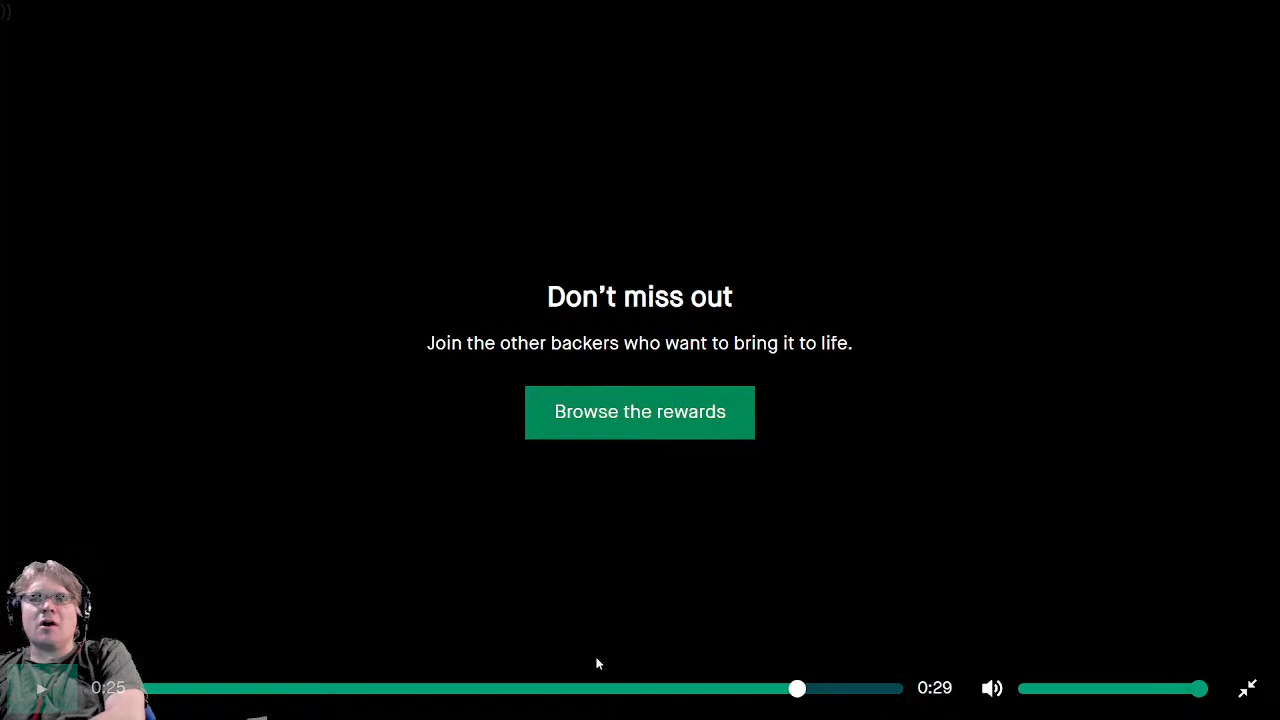 Don’t miss out
Join the other backers who want to bring it to life.
Browse the rewards
0:25
0:29